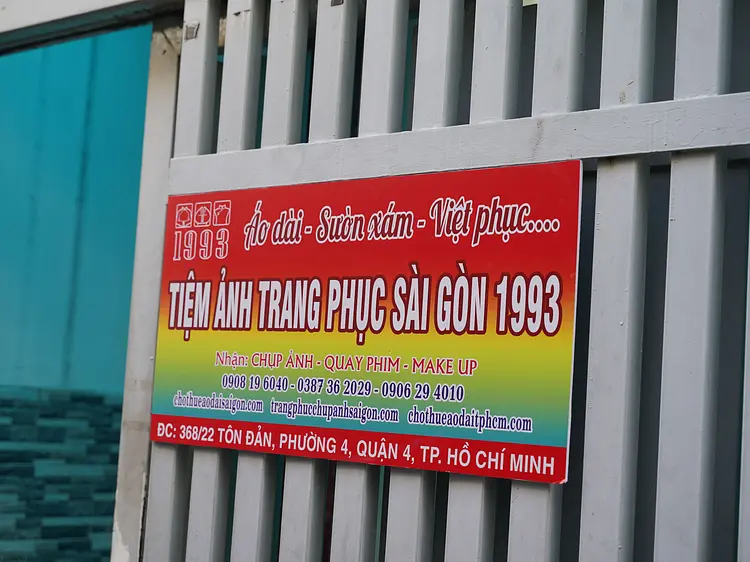 1993
Áo dài - Sườn xám - Việt phục....
TIỆM ẢNH TRANG PHỤC SÀI GÒN 1993
Nhận: CHỤP ẢNH - QUAY PHIM - MAKE UP
0908 19 6040 - 0387 36 2029 - 0906 29 4010
chothueaodaisaigon.com trangphucchupanhsaigon.com chothueaodaitphcm.com
ĐC: 368/22 TÔN ĐẢN, PHƯỜNG 4, QUẬN 4, TP. HỒ CHÍ MINH